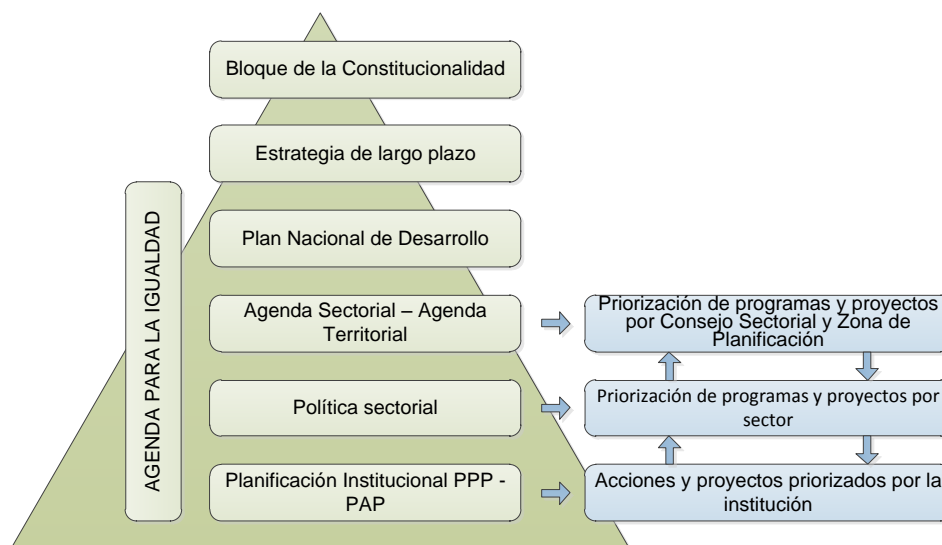 Bloque de la Constitucionalidad
Estrategia de largo plazo
AGENDA PARA LA IGUALDAD
Plan Nacional de Desarrollo
Agenda Sectorial – Agenda
Territorial
Priorización de programas y proyectos
por Consejo Sectorial y Zona de
Planificación
Política sectorial
Priorización de programas y proyectos por
sector
Planificación Institucional PPP -
PAP
Acciones y proyectos priorizados por la
institución